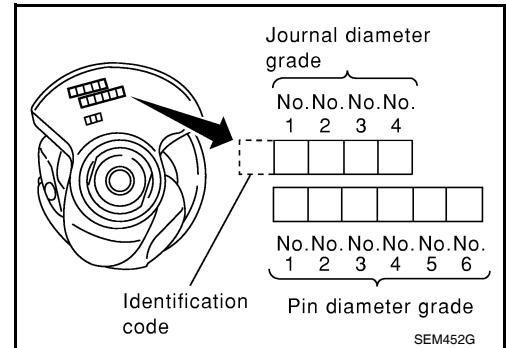 Journal diameter
grade
No. No. No. No.
1 2 3 4
No. No. No. No. No. No.
1 2 3 4 5 6
Identification
code
Pin diameter grade
SEM452G